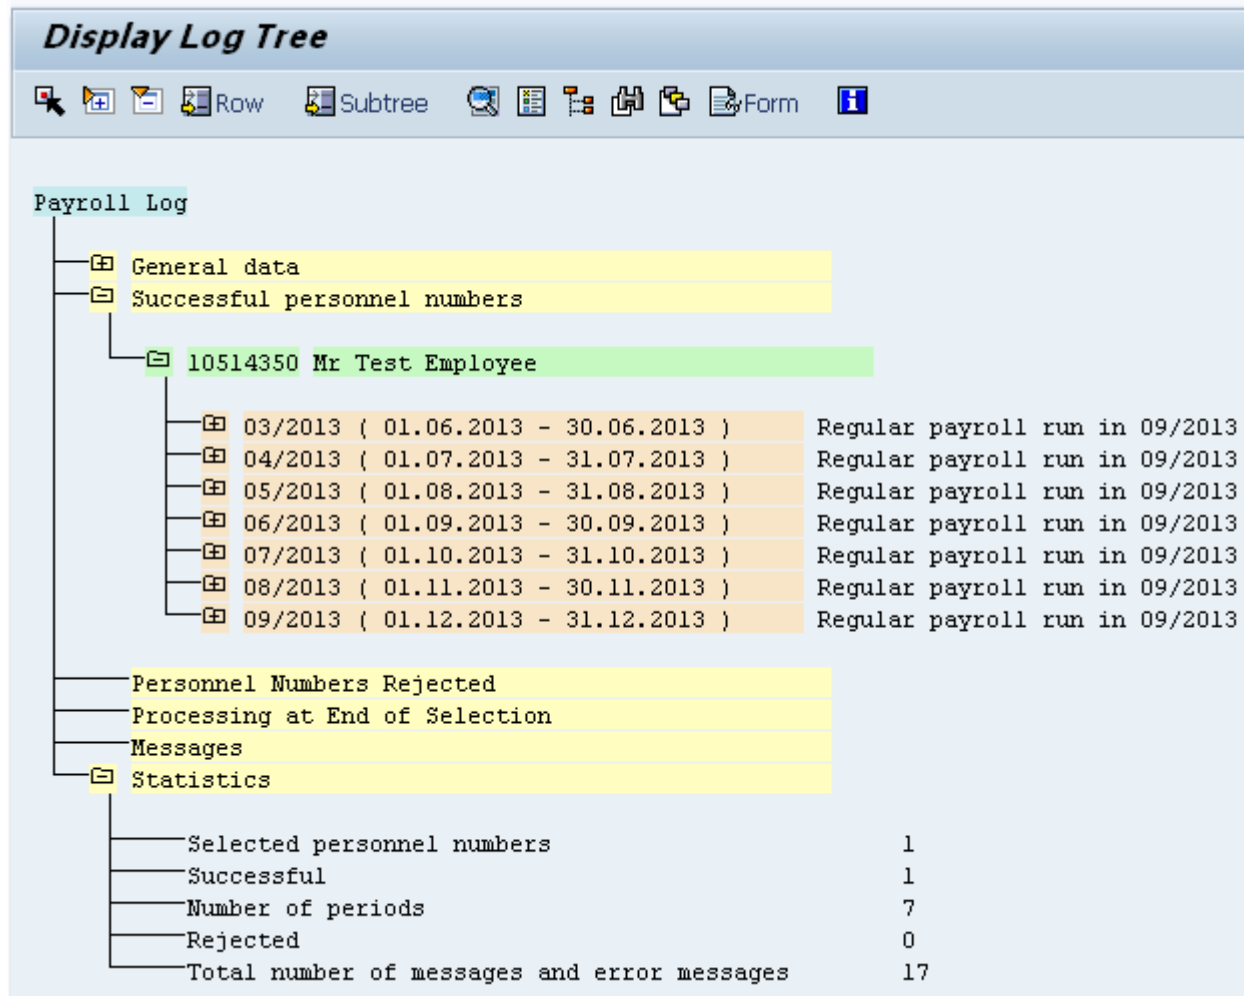 Display Log Tree
Row Subtree Form
Payroll Log
General data
Successful personnel numbers
10514350 Mr Test Employee
03/2013 ( 01.06.2013 - 30.06.2013 ) Regular payroll run in 09/2013
04/2013 ( 01.07.2013 - 31.07.2013 ) Regular payroll run in 09/2013
05/2013 ( 01.08.2013 - 31.08.2013 ) Regular payroll run in 09/2013
06/2013 ( 01.09.2013 - 30.09.2013 ) Regular payroll run in 09/2013
07/2013 ( 01.10.2013 - 31.10.2013 ) Regular payroll run in 09/2013
08/2013 ( 01.11.2013 - 30.11.2013 ) Regular payroll run in 09/2013
09/2013 ( 01.12.2013 - 31.12.2013 ) Regular payroll run in 09/2013
Personnel Numbers Rejected
Processing at End of Selection
Messages
Statistics
Selected personnel numbers 1
Successful 1
Number of periods 7
Rejected 0
Total number of messages and error messages 17